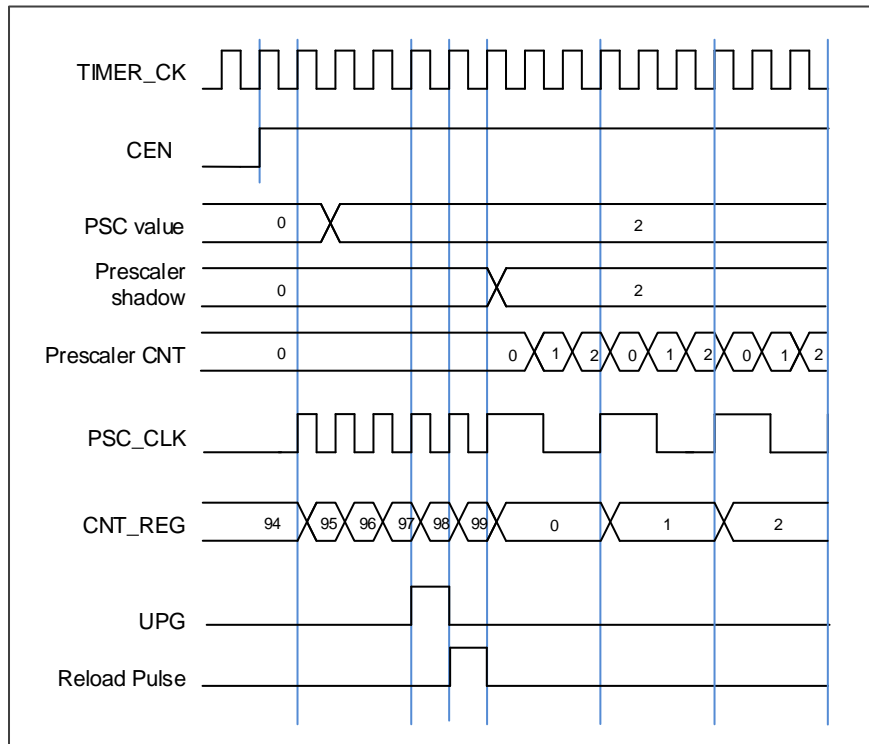 TIMER_CK
CEN
PSC value 0 2
Prescaler
shadow 0 2
Prescaler CNT 0 0 1 2 0 1 2 0 1 2
PSC_CLK
CNT_REG 94 95 96 97 98 99 0 1 2
UPG
Reload Pulse